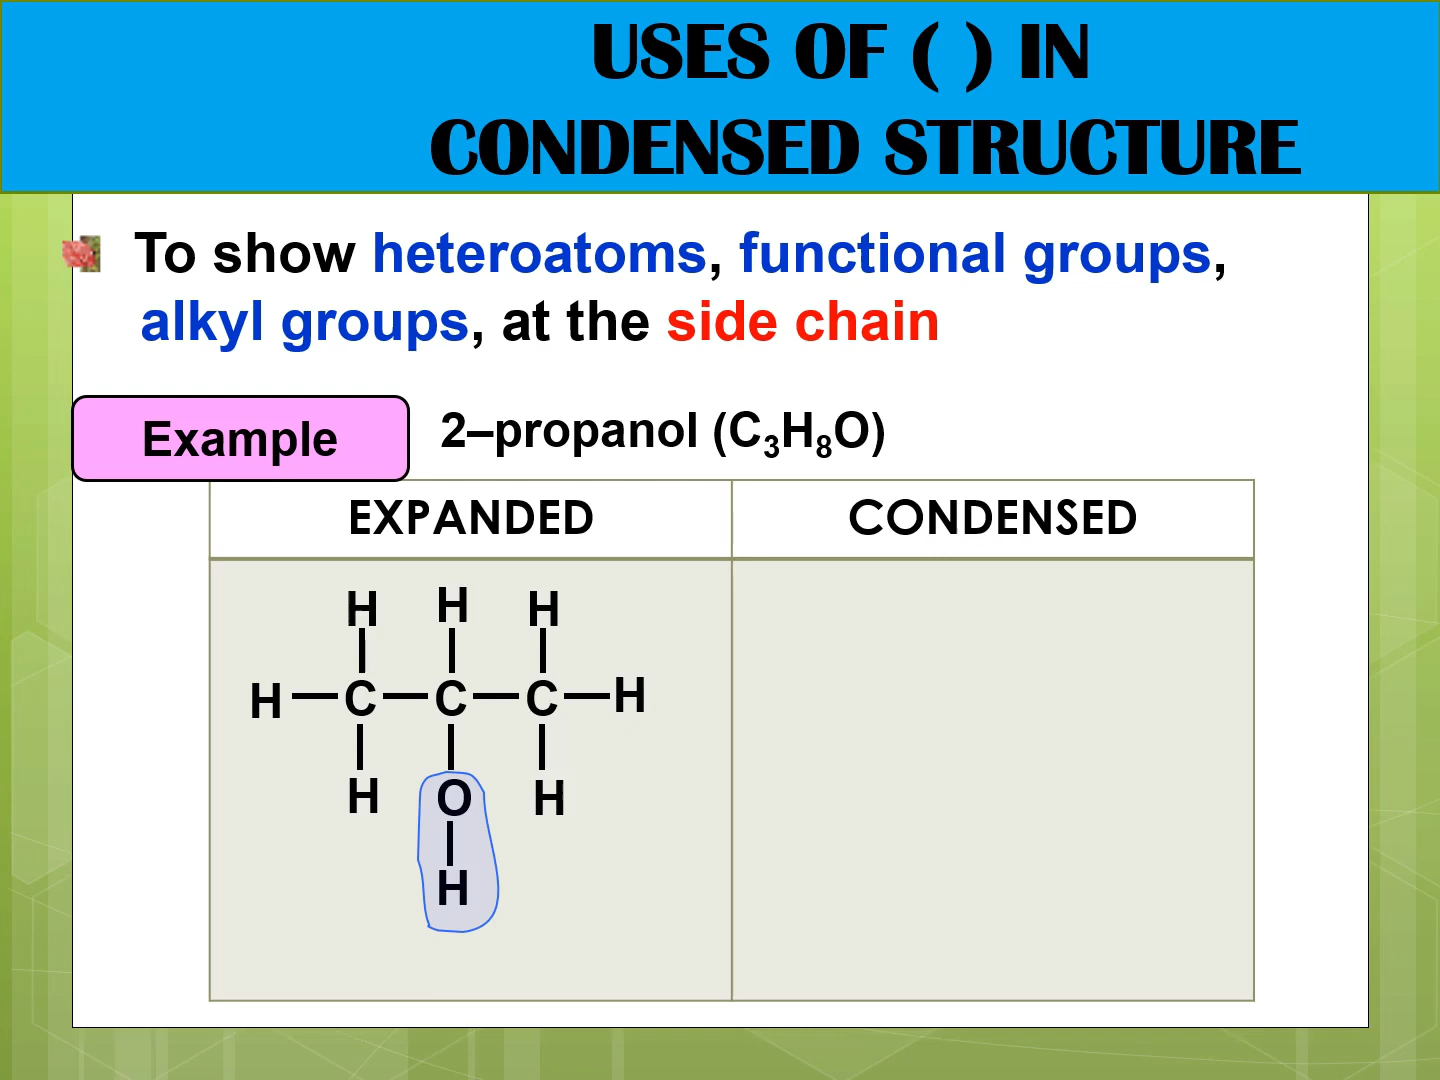 USES OF ( ) IN
CONDENSED STRUCTURE
To show heteroatoms, functional groups,
alkyl groups, at the side chain
Example
2–propanol (C₃H₈O)
EXPANDED
CONDENSED
H H H
H C C C H
H O H
H